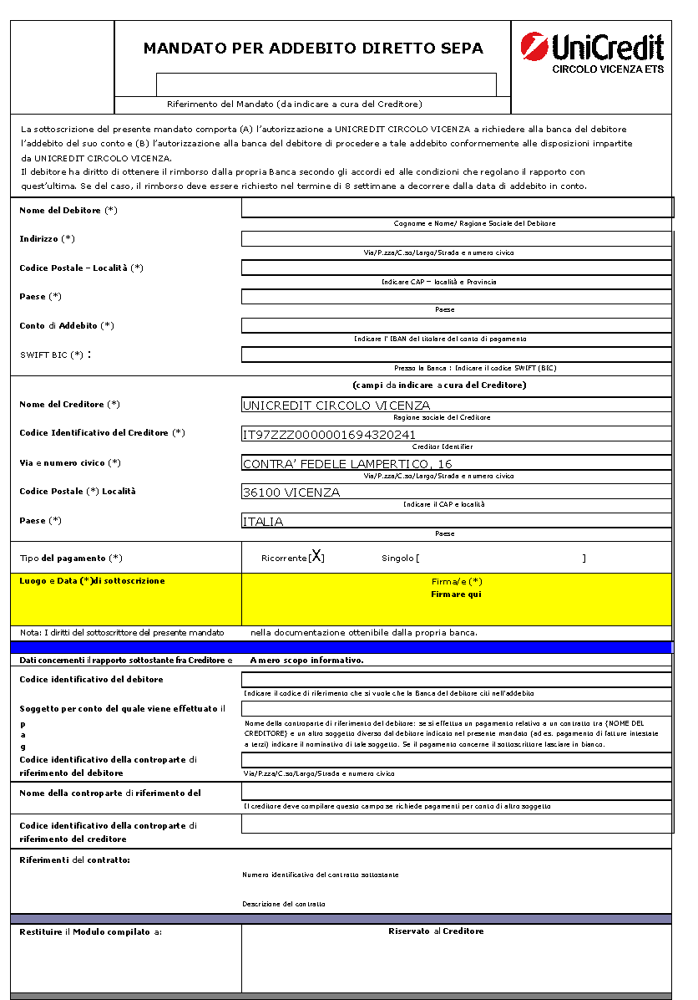 MANDATO PER ADDEBITO DIRETTO SEPA
UniCredit
CIRCOLO VICENZA ETS
Riferimento del Mandato (da indicare a cura del Creditore)
La sottoscrizione del presente mandato comporta (A) l'autorizzazione a UNICREDIT CIRCOLO VICENZA a richiedere alla banca del debitore
l'addebito del suo conto e (B) l'autorizzazione alla banca del debitore di procedere a tale addebito conformemente alle disposizioni impartite
da UNICREDIT CIRCOLO VICENZA.
Il debitore ha diritto di ottenere il rimborso dalla propria Banca secondo gli accordi ed alle condizioni che regolano il rapporto con
quest'ultima. Se del caso, il rimborso deve essere richiesto nel termine di 8 settimane a decorrere dalla data di addebito in conto.
Nome del Debitore (*)
Cognome e Nome/ Ragione Sociale del Debitore
Indirizzo (*)
Via/P.zza/C.so/Largo/Strada e numero civico
Codice Postale – Località (*)
Indicare CAP – località e Provincia
Paese (*)
Paese
Conto di Addebito (*)
Indicare l' IBAN del titolare del conto di pagamento
SWIFT BIC (*) :
Presso la Banca : Indicare il codice SWIFT (BIC)
(campi da indicare a cura del Creditore)
Nome del Creditore (*)
UNICREDIT CIRCOLO VICENZA
Ragione sociale del Creditore
Codice Identificativo del Creditore (*)
IT97ZZZ0000001694320241
Creditor Identifier
Via e numero civico (*)
CONTRA' FEDELE LAMPERTICO, 16
Via/P.zza/C.so/Largo/Strada e numero civico
Codice Postale (*) Località
36100 VICENZA
Indicare il CAP e località
Paese (*)
ITALIA
Paese
Tipo del pagamento (*)
Ricorrente[X] Singolo [ ]
Luogo e Data (*)di sottoscrizione
Firma/e (*)
Firmare qui
Nota: I diritti del sottoscrittore del presente mandato nella documentazione ottenibile dalla propria banca.
Dati concernenti il rapporto sottostante fra Creditore e A mero scopo informativo.
Codice identificativo del debitore
Indicare il codice di riferimento che si vuole che la Banca del debitore citi nell'addebito
Soggetto per conto del quale viene effettuato il
p
a
g
Nome della controparte di riferimento del debitore: se si effettua un pagamento relativo a un contratto tra {NOME DEL
CREDITORE} e un altro soggetto diverso dal debitore indicato nel presente mandato (ad es. pagamento di fatture intestate
a terzi) indicare il nominativo di tale soggetto. Se il pagamento concerne il sottoscrittore lasciare in bianco.
Codice identificativo della controparte di
riferimento del debitore
Via/P.zza/C.so/Largo/Strada e numero civico
Nome della controparte di riferimento del
Il creditore deve compilare questo campo se richiede pagamenti per conto di altro soggetto
Codice identificativo della controparte di
riferimento del creditore
Riferimenti del contratto:
Numero identificativo del contratto sottostante
Descrizione del contratto
Restituire il Modulo compilato a:
Riservato al Creditore